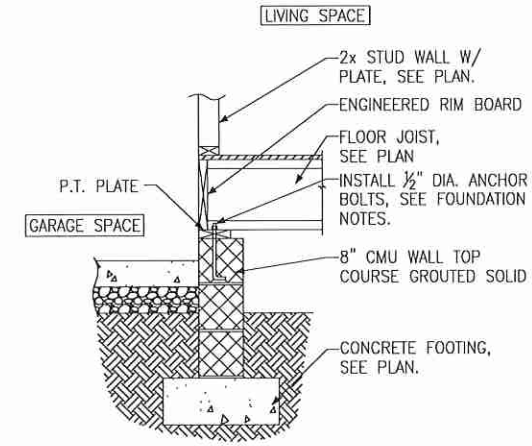 LIVING SPACE
2x STUD WALL W/
PLATE, SEE PLAN.
ENGINEERED RIM BOARD
FLOOR JOIST,
SEE PLAN
P.T. PLATE
INSTALL ½" DIA. ANCHOR
BOLTS, SEE FOUNDATION
NOTES.
GARAGE SPACE
8" CMU WALL TOP
COURSE GROUTED SOLID
CONCRETE FOOTING,
SEE PLAN.